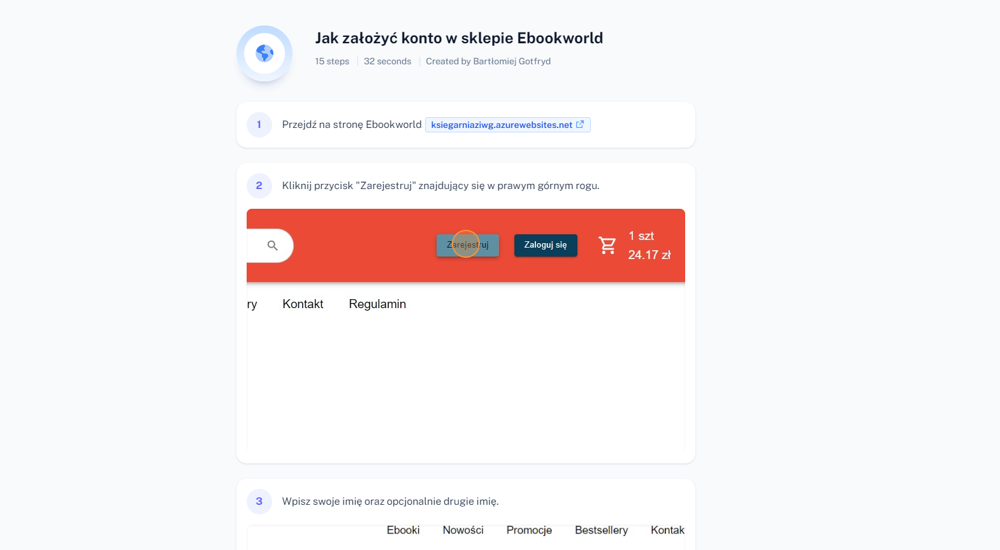 Jak założyć konto w sklepie Ebookworld
15 steps 32 seconds Created by Bartłomiej Gotfryd
1 Przejdź na stronę Ebookworld ksiegarniaziwg.azurewebsites.net
2 Kliknij przycisk "Zarejestruj" znajdujący się w prawym górnym rogu.
Zarejestruj Zaloguj się 1 szt
24.17 zł
ry Kontakt Regulamin
3 Wpisz swoje imię oraz opcjonalnie drugie imię.
Ebooki Nowości Promocje Bestsellery Kontak